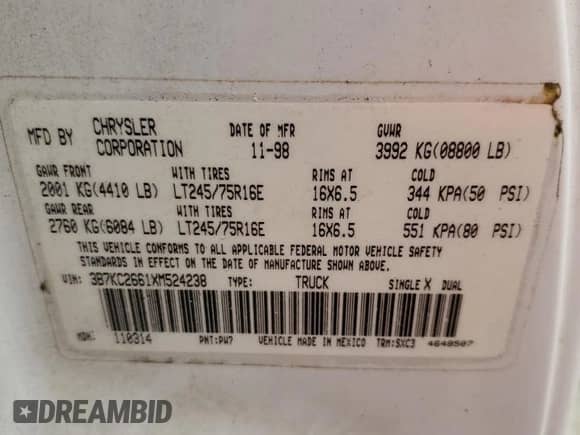 MFD BY CHRYSLER CORPORATION DATE OF MFR 11-98 GVWR 3992 KG(08800 LB)
GAWR FRONT WITH TIRES RIMS AT COLD
2001 KG(4410 LB) LT245/75R16E 16X6.5 344 KPA(50 PSI)
GAWR REAR WITH TIRES RIMS AT COLD
2760 KG(6084 LB) LT245/75R16E 16X6.5 551 KPA(80 PSI)
THIS VEHICLE CONFORMS TO ALL APPLICABLE FEDERAL MOTOR VEHICLE SAFETY
STANDARDS IN EFFECT ON THE DATE OF MANUFACTURE SHOWN ABOVE.
VIN: 3B7KC2661XM524238 TYPE: TRUCK SINGLE X DUAL
MDH: 110314 PNT:PW7 VEHICLE MADE IN MEXICO TRM:SXC3 4648507
DREAMBID